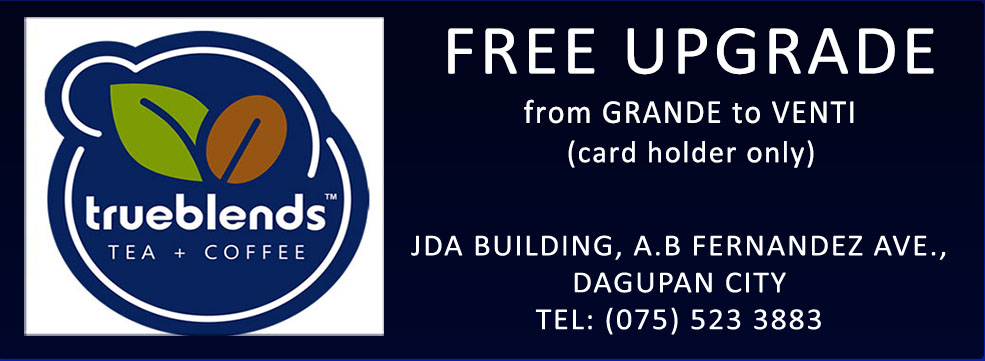 trueblends™
TEA + COFFEE
FREE UPGRADE
from GRANDE to VENTI
(card holder only)
JDA BUILDING, A.B FERNANDEZ AVE.,
DAGUPAN CITY
TEL: (075) 523 3883